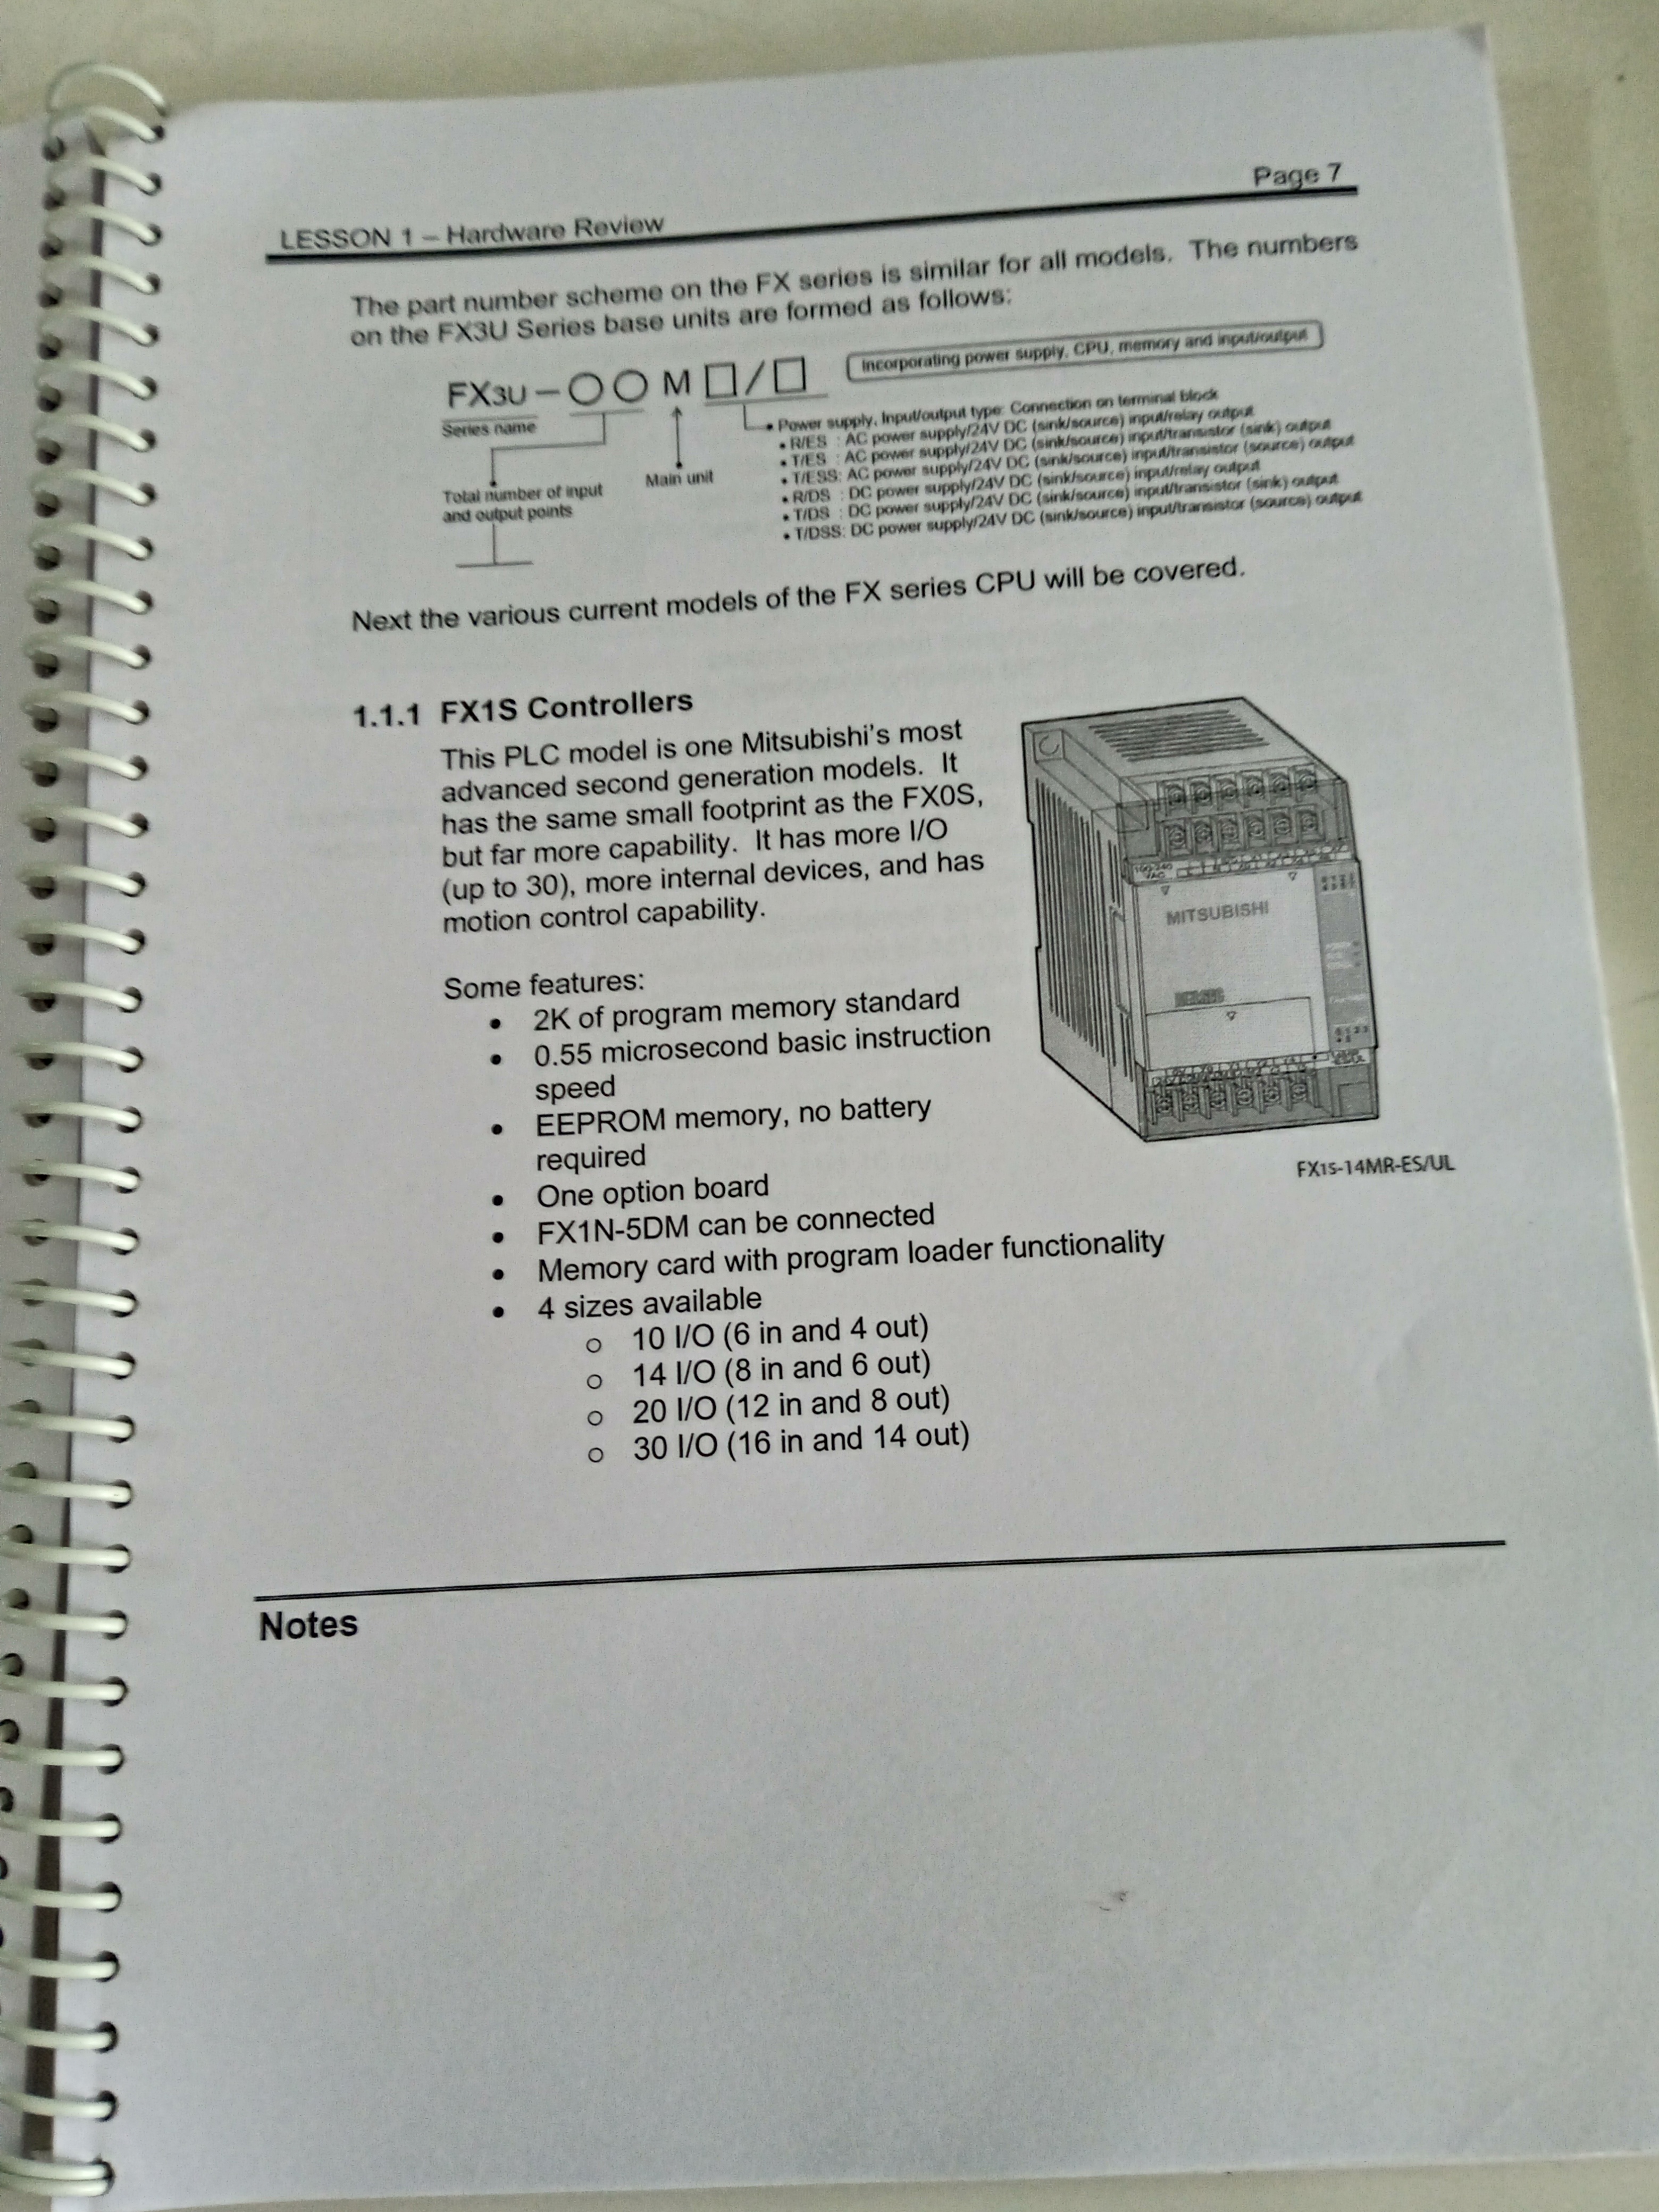 Page 7
LESSON 1 – Hardware Review
The part number scheme on the FX series is similar for all models. The numbers
on the FX3U Series base units are formed as follows:
FX3U – ○○ M □/□
Incorporating power supply, CPU, memory and input/output
Series name
Total number of input
and output points
Main unit
• Power supply, Input/output type: Connection on terminal block
• R/ES : AC power supply/24V DC (sink/source) input/relay output
• T/ES : AC power supply/24V DC (sink/source) input/transistor (sink) output
• T/ESS: AC power supply/24V DC (sink/source) input/transistor (source) output
• R/DS : DC power supply/24V DC (sink/source) input/relay output
• T/DS : DC power supply/24V DC (sink/source) input/transistor (sink) output
• T/DSS: DC power supply/24V DC (sink/source) input/transistor (source) output
Next the various current models of the FX series CPU will be covered.
1.1.1 FX1S Controllers
This PLC model is one Mitsubishi's most
advanced second generation models. It
has the same small footprint as the FX0S,
but far more capability. It has more I/O
(up to 30), more internal devices, and has
motion control capability.
Some features:
• 2K of program memory standard
• 0.55 microsecond basic instruction
speed
• EEPROM memory, no battery
required
• One option board
• FX1N-5DM can be connected
• Memory card with program loader functionality
• 4 sizes available
○ 10 I/O (6 in and 4 out)
○ 14 I/O (8 in and 6 out)
○ 20 I/O (12 in and 8 out)
○ 30 I/O (16 in and 14 out)
100-240
VAC
MITSUBISHI
MELSEC
FX1S-14MR-ES/UL
Notes